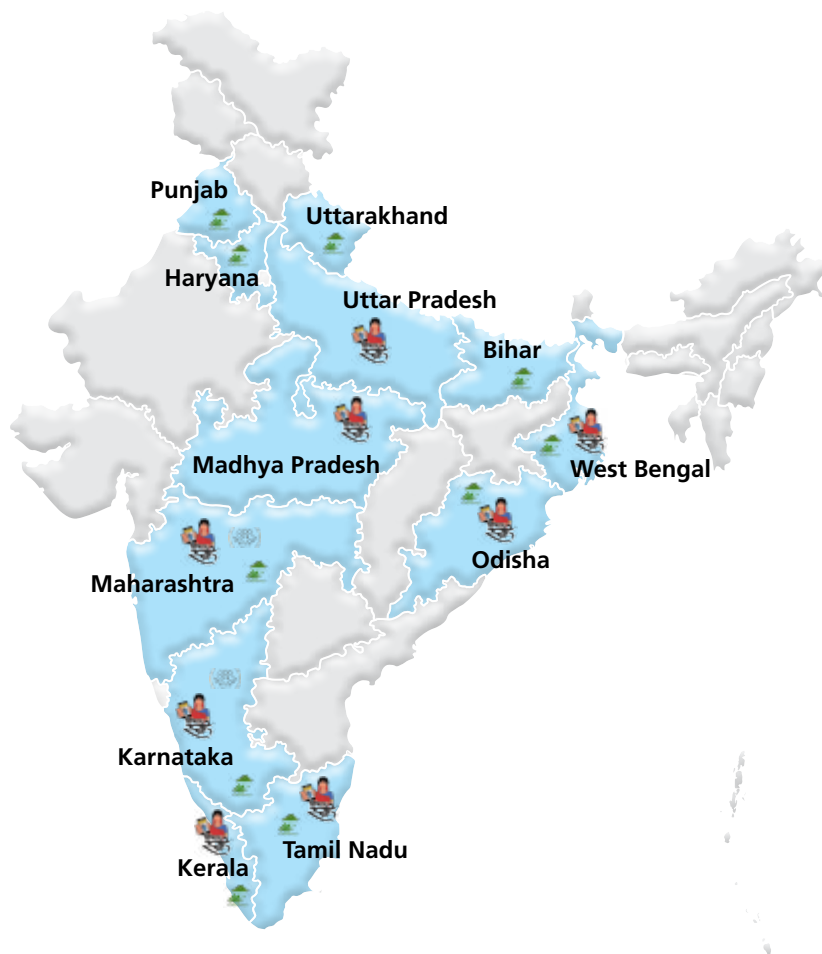 Punjab
Uttarakhand
Haryana
Uttar Pradesh
Bihar
Madhya Pradesh
West Bengal
Odisha
Maharashtra
Karnataka
Tamil Nadu
Kerala